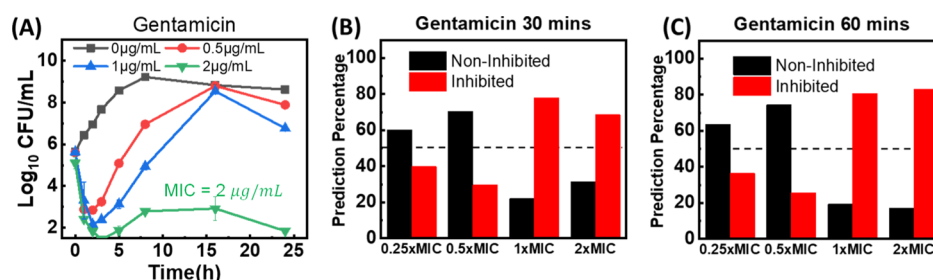 (A)
Gentamicin
0µg/mL
0.5µg/mL
1µg/mL
2µg/mL
Log10 CFU/mL
10
8
6
4
2
MIC = 2 µg/mL
0
5
10
15
20
25
Time(h)
(B)
Gentamicin 30 mins
Non-Inhibited
Inhibited
Prediction Percentage
100
80
60
40
20
0
0.25xMIC
0.5xMIC
1xMIC
2xMIC
(C)
Gentamicin 60 mins
Non-Inhibited
Inhibited
Prediction Percentage
100
80
60
40
20
0
0.25xMIC
0.5xMIC
1xMIC
2xMIC